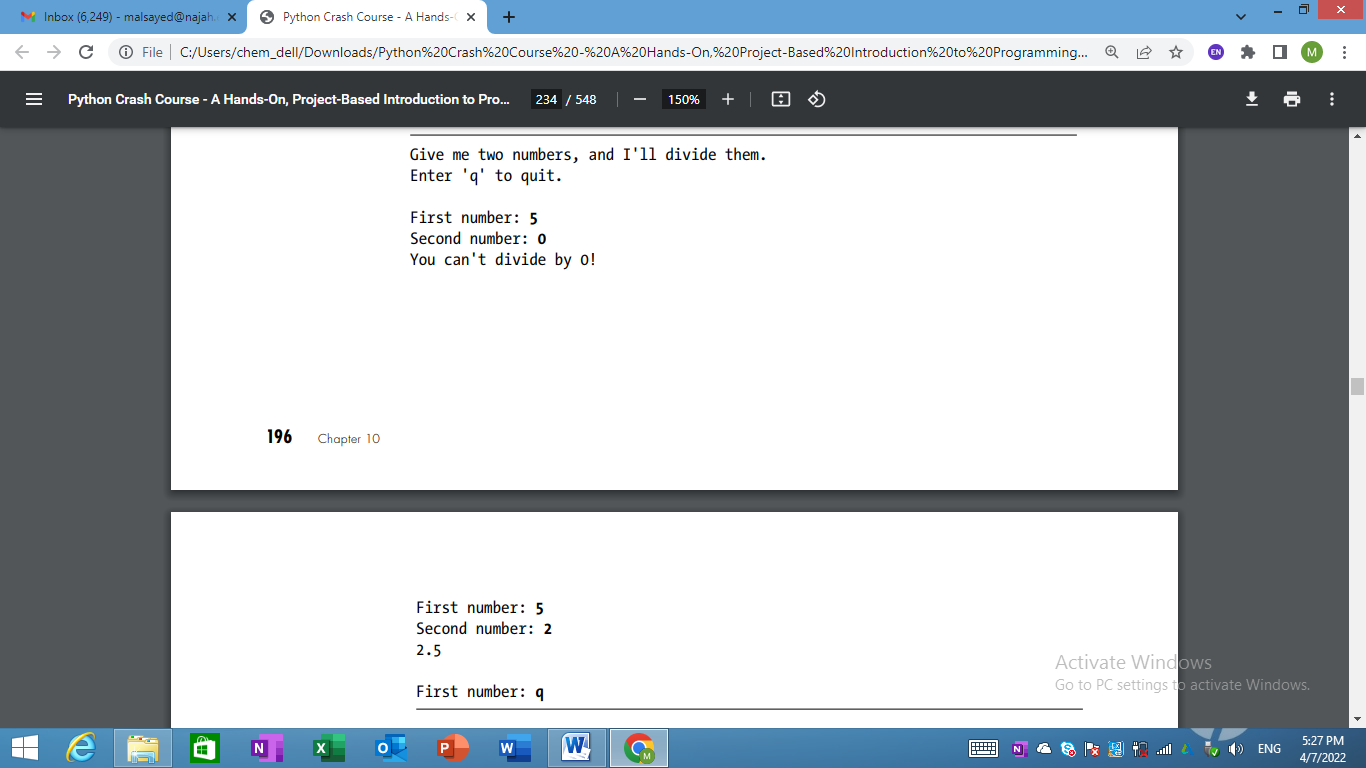 Inbox (6,249) - malsayed@najah.
Python Crash Course - A Hands-O
File
C:/Users/chem_dell/Downloads/Python%20Crash%20Course%20-%20A%20Hands-On,%20Project-Based%20Introduction%20to%20Programming...
EN
M
Python Crash Course - A Hands-On, Project-Based Introduction to Pro...
234 / 548
150%
Give me two numbers, and I'll divide them.
Enter 'q' to quit.
First number: 5
Second number: 0
You can't divide by 0!
196 Chapter 10
First number: 5
Second number: 2
2.5
First number: q
Activate Windows
Go to PC settings to activate Windows.
ENG
5:27 PM
4/7/2022